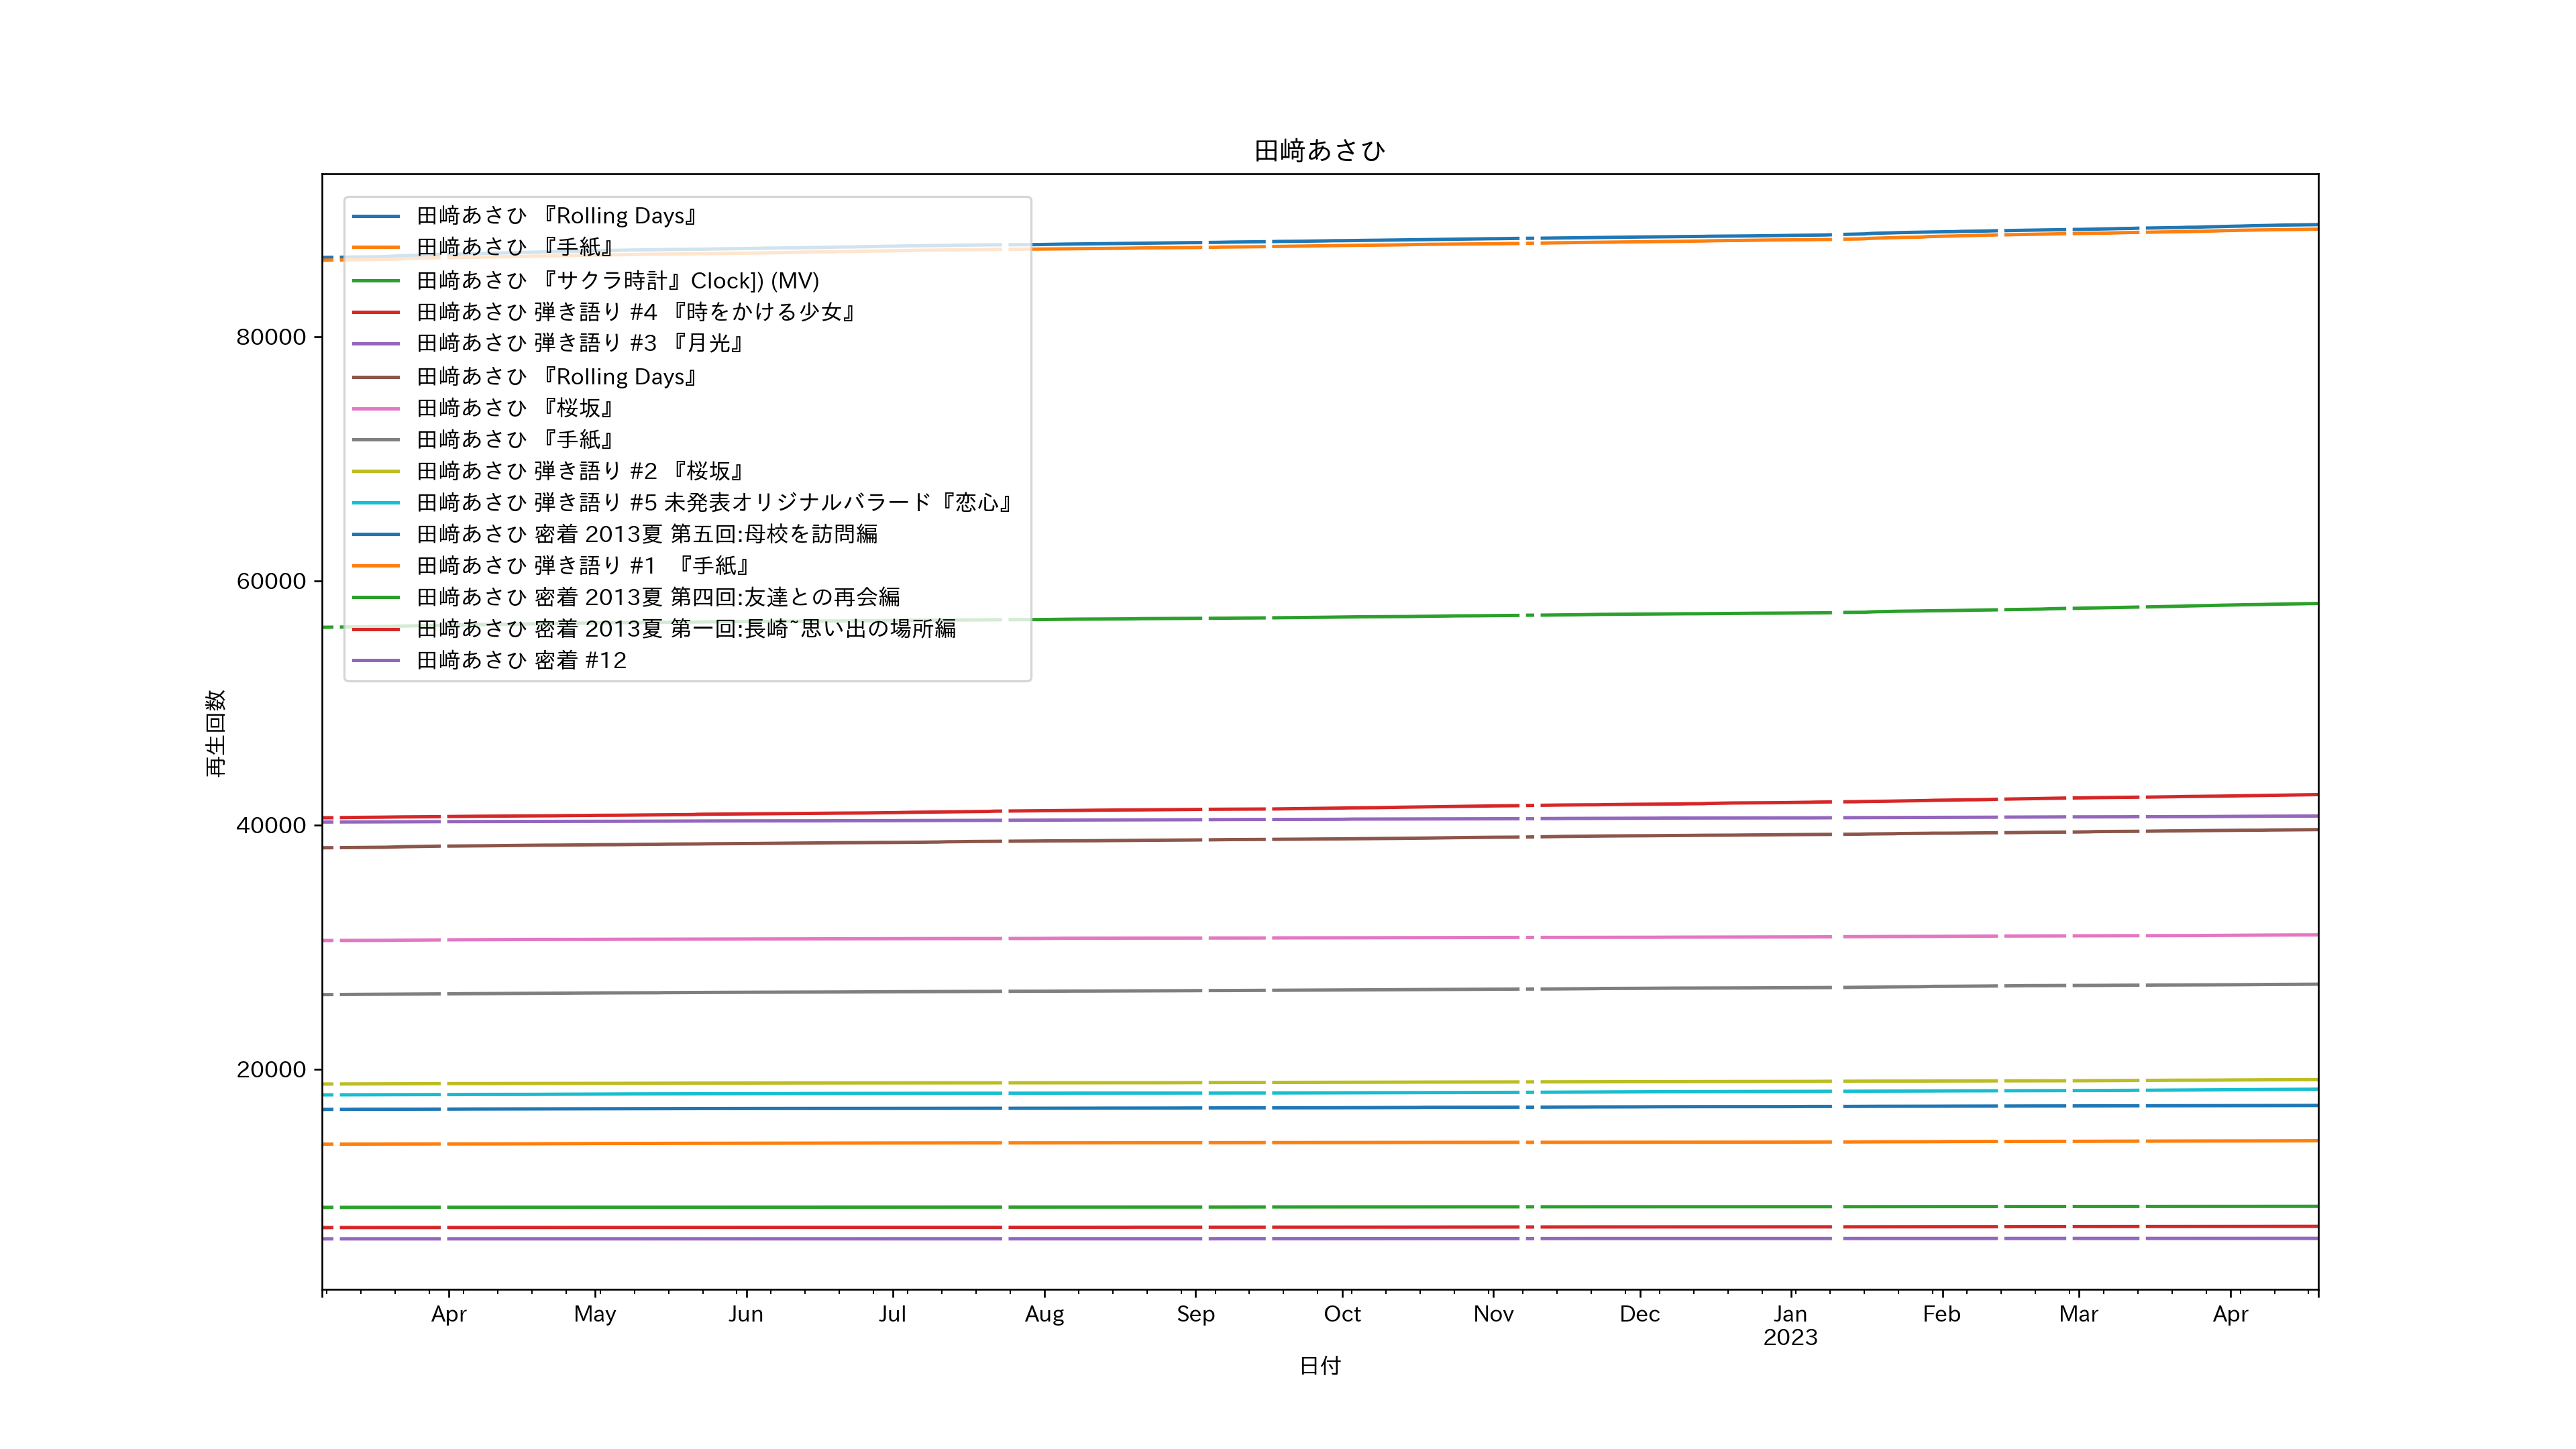 田﨑あさひ
田﨑あさひ 『Rolling Days』
田﨑あさひ 『手紙』
田﨑あさひ 『サクラ時計』Clock]) (MV)
田﨑あさひ 弾き語り #4 『時をかける少女』
田﨑あさひ 弾き語り #3 『月光』
田﨑あさひ 『Rolling Days』
田﨑あさひ 『桜坂』
田﨑あさひ 『手紙』
田﨑あさひ 弾き語り #2 『桜坂』
田﨑あさひ 弾き語り #5 未発表オリジナルバラード『恋心』
田﨑あさひ 密着 2013夏 第五回:母校を訪問編
田﨑あさひ 弾き語り #1 『手紙』
田﨑あさひ 密着 2013夏 第四回:友達との再会編
田﨑あさひ 密着 2013夏 第一回:長崎~思い出の場所編
田﨑あさひ 密着 #12
80000
60000
40000
20000
再生回数
Apr May Jun Jul Aug Sep Oct Nov Dec Jan Feb Mar Apr
2023
日付